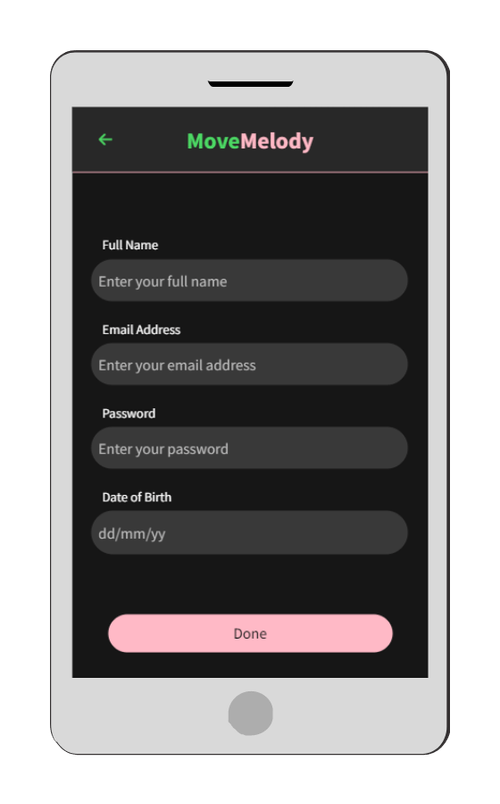 MoveMelody
Full Name
Enter your full name
Email Address
Enter your email address
Password
Enter your password
Date of Birth
dd/mm/yy
Done